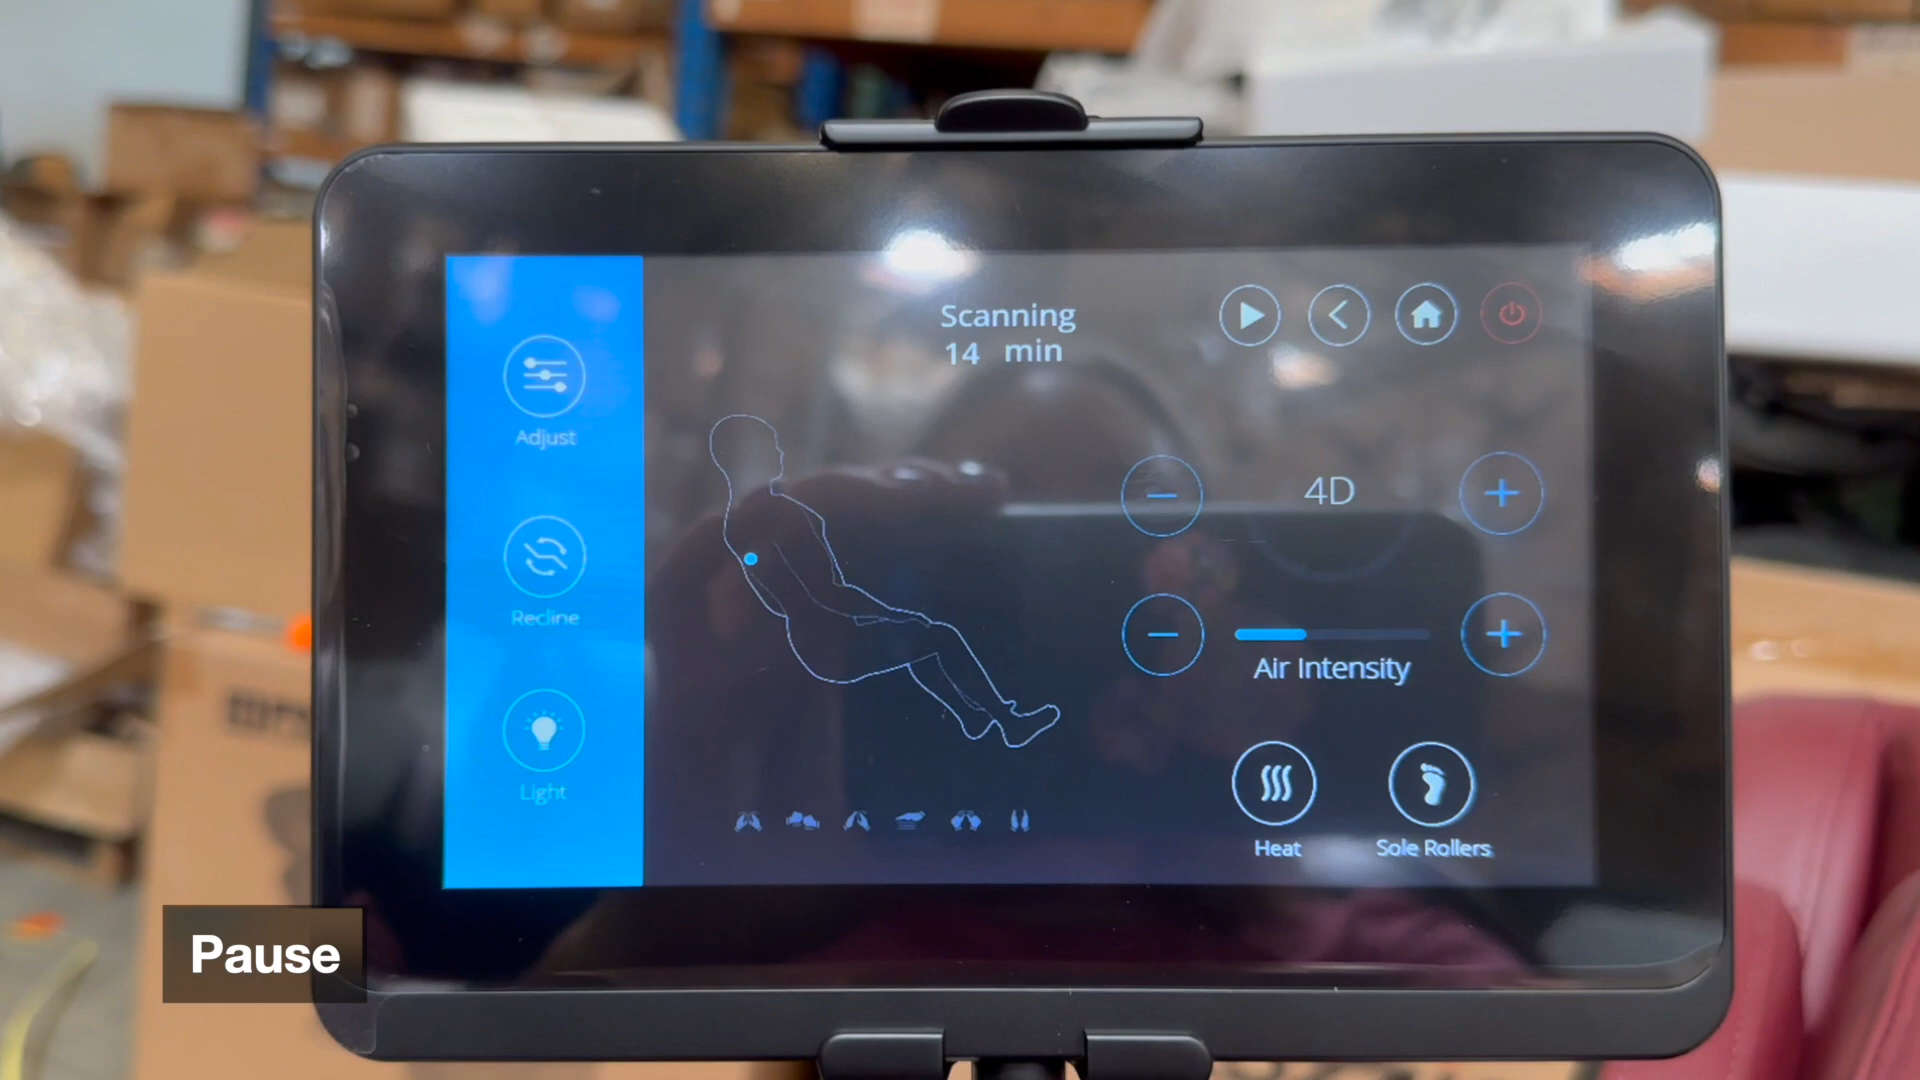 Scanning
14 min
Adjust
4D
Recline
Air Intensity
Light
Heat
Sole Rollers
Pause